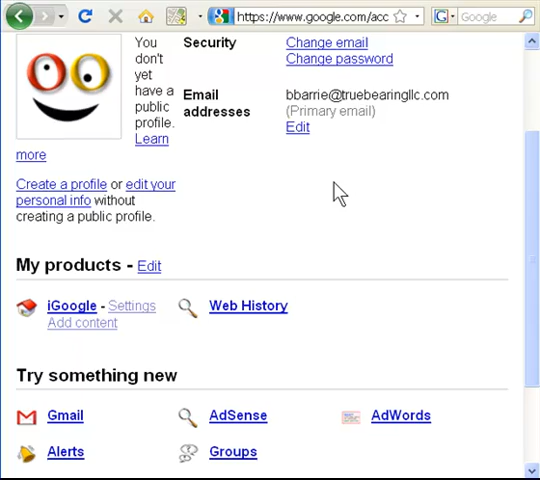 https://www.google.com/acc
Google
You
don't
yet
have a
public
profile.
Learn
more
Create a profile or edit your
personal info without
creating a public profile.
Security
Change email
Change password
Email
addresses
bbarrie@truebearingllc.com
(Primary email)
Edit
My products - Edit
iGoogle - Settings
Add content
Web History
Try something new
Gmail
AdSense
AdWords
Alerts
Groups